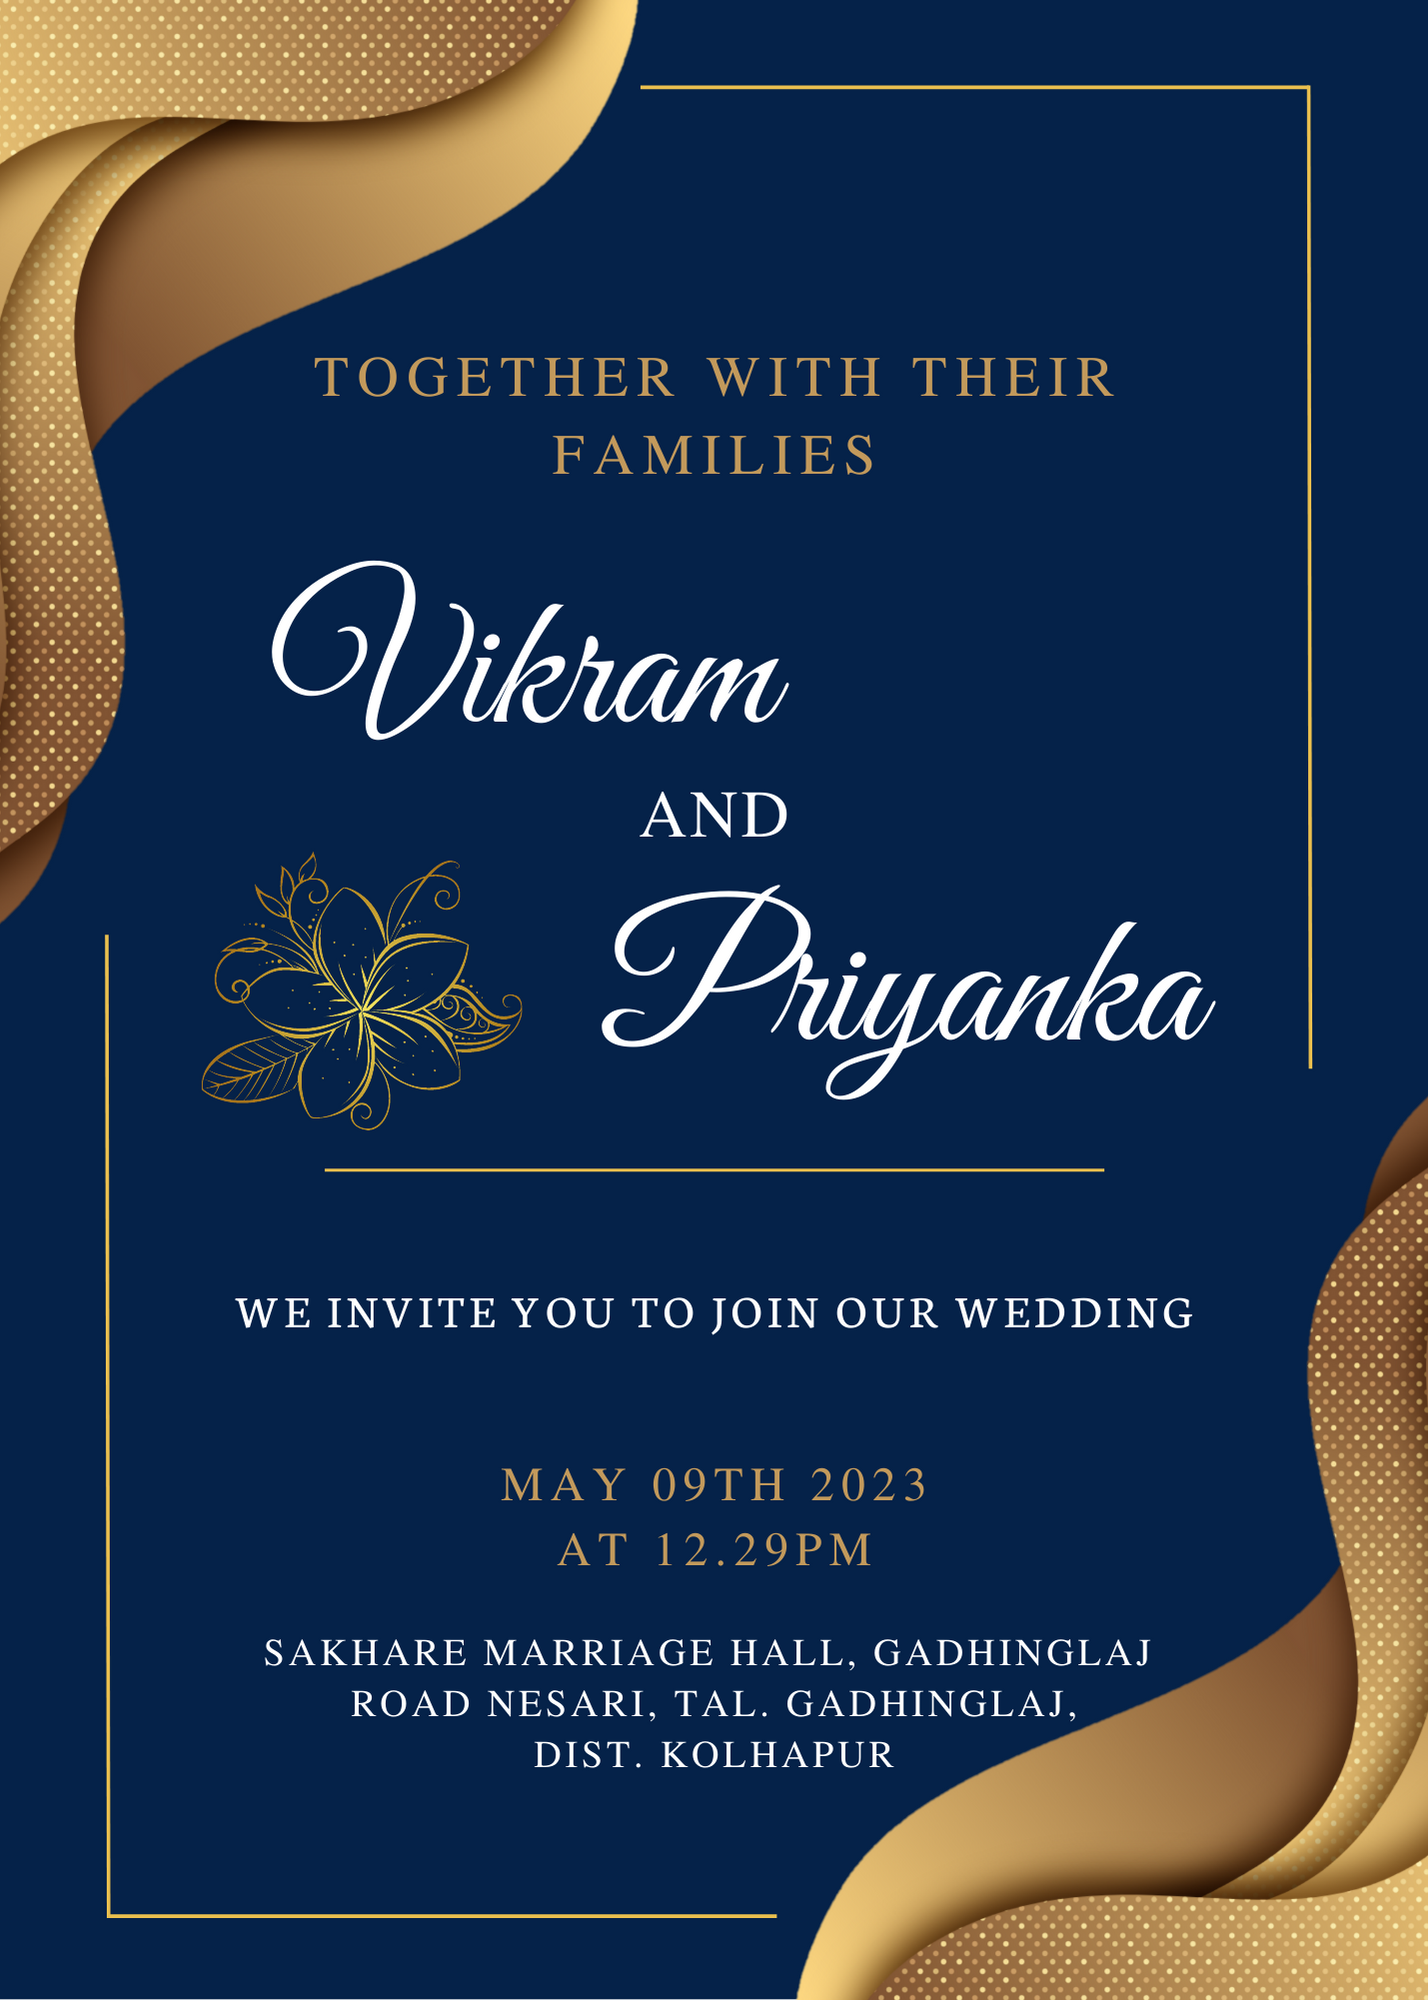 TOGETHER WITH THEIR
FAMILIES
Vikram
AND
Priyanka
WE INVITE YOU TO JOIN OUR WEDDING
MAY 09TH 2023
AT 12.29PM
SAKHARE MARRIAGE HALL, GADHINGLAJ
ROAD NESARI, TAL. GADHINGLAJ,
DIST. KOLHAPUR